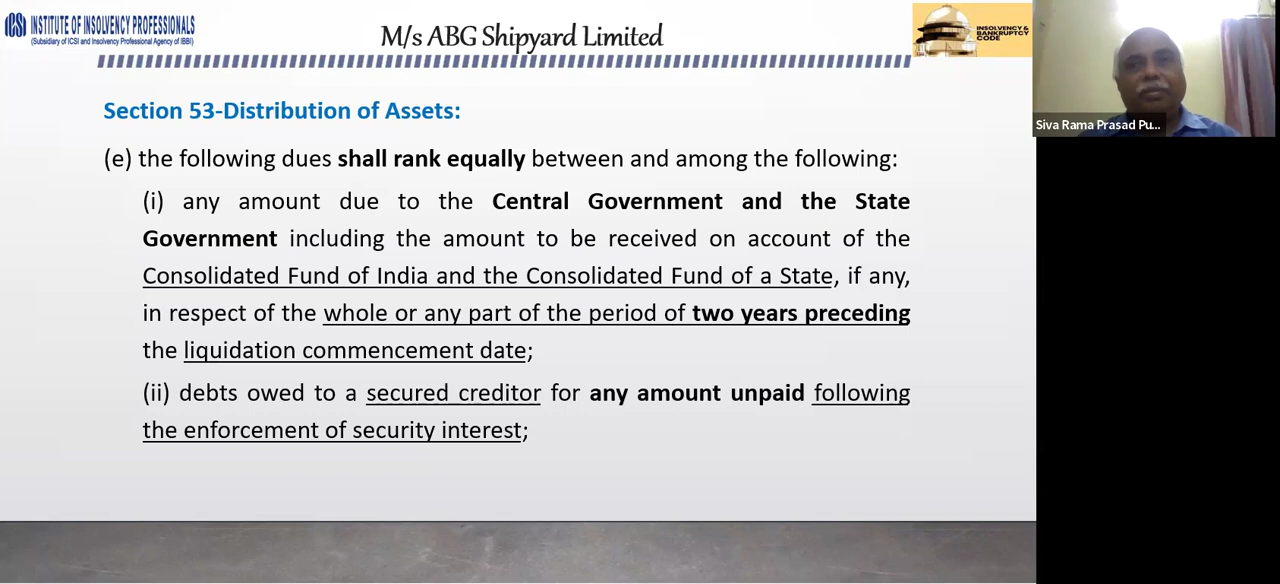 ICSI INSTITUTE OF INSOLVENCY PROFESSIONALS
(Subsidiary of ICSI and Insolvency Professional Agency of IBBI)
M/s ABG Shipyard Limited
INSOLVENCY &
BANKRUPTCY
CODE
Siva Rama Prasad Pu...
Section 53-Distribution of Assets:
(e) the following dues shall rank equally between and among the following:
(i) any amount due to the Central Government and the State
Government including the amount to be received on account of the
Consolidated Fund of India and the Consolidated Fund of a State, if any,
in respect of the whole or any part of the period of two years preceding
the liquidation commencement date;
(ii) debts owed to a secured creditor for any amount unpaid following
the enforcement of security interest;